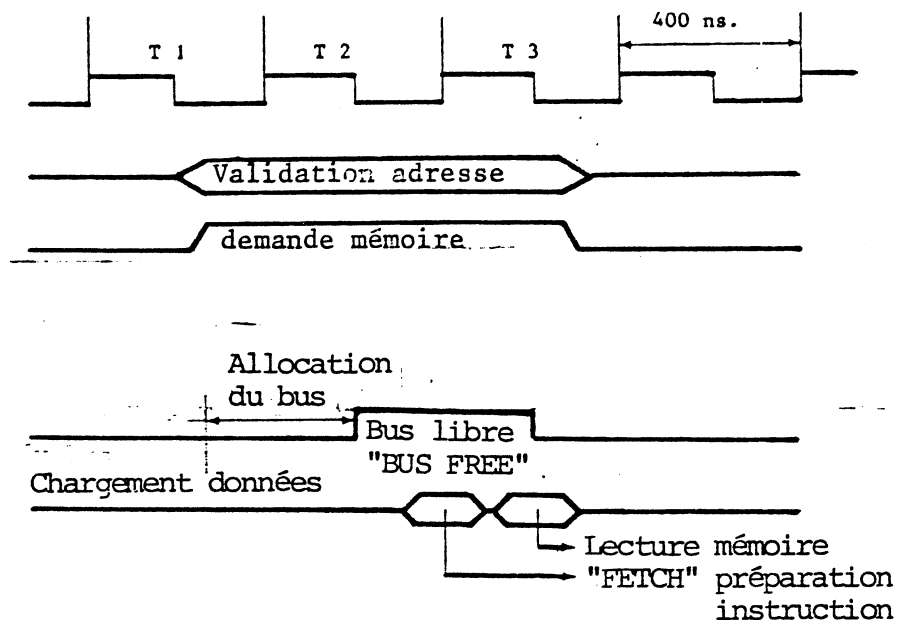 400 ns.
T 1 T 2 T 3
Validation adresse
demande mémoire
Allocation
du bus
Bus libre
"BUS FREE"
Chargement données
Lecture mémoire
"FETCH" préparation
instruction